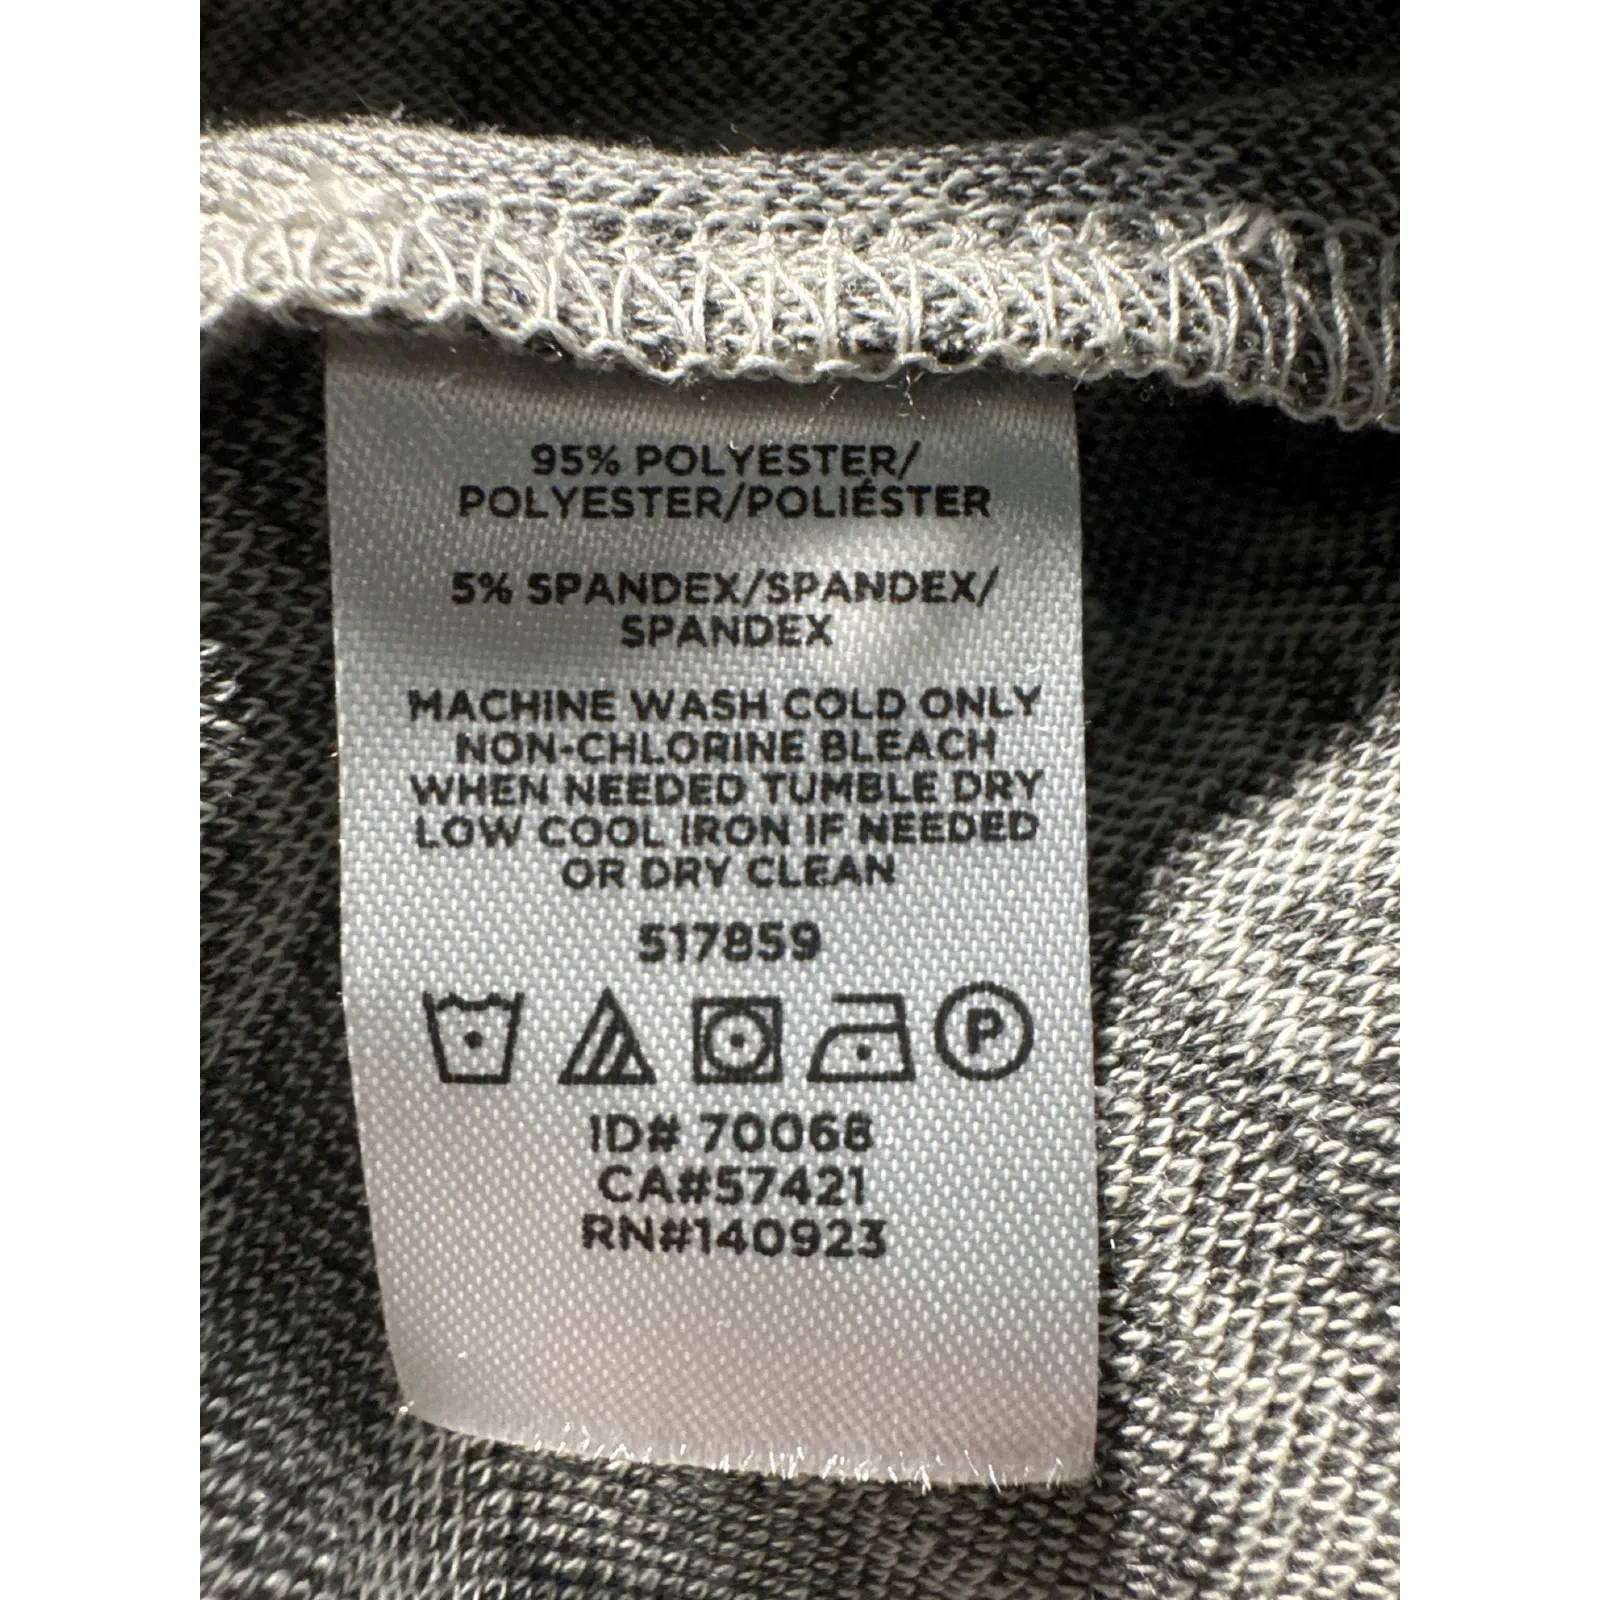 95% POLYESTER/
POLYESTER/POLIÉSTER
5% SPANDEX/SPANDEX/
SPANDEX
MACHINE WASH COLD ONLY
NON-CHLORINE BLEACH
WHEN NEEDED TUMBLE DRY
LOW COOL IRON IF NEEDED
OR DRY CLEAN
517859
P
ID# 70068
CA#57421
RN#140923